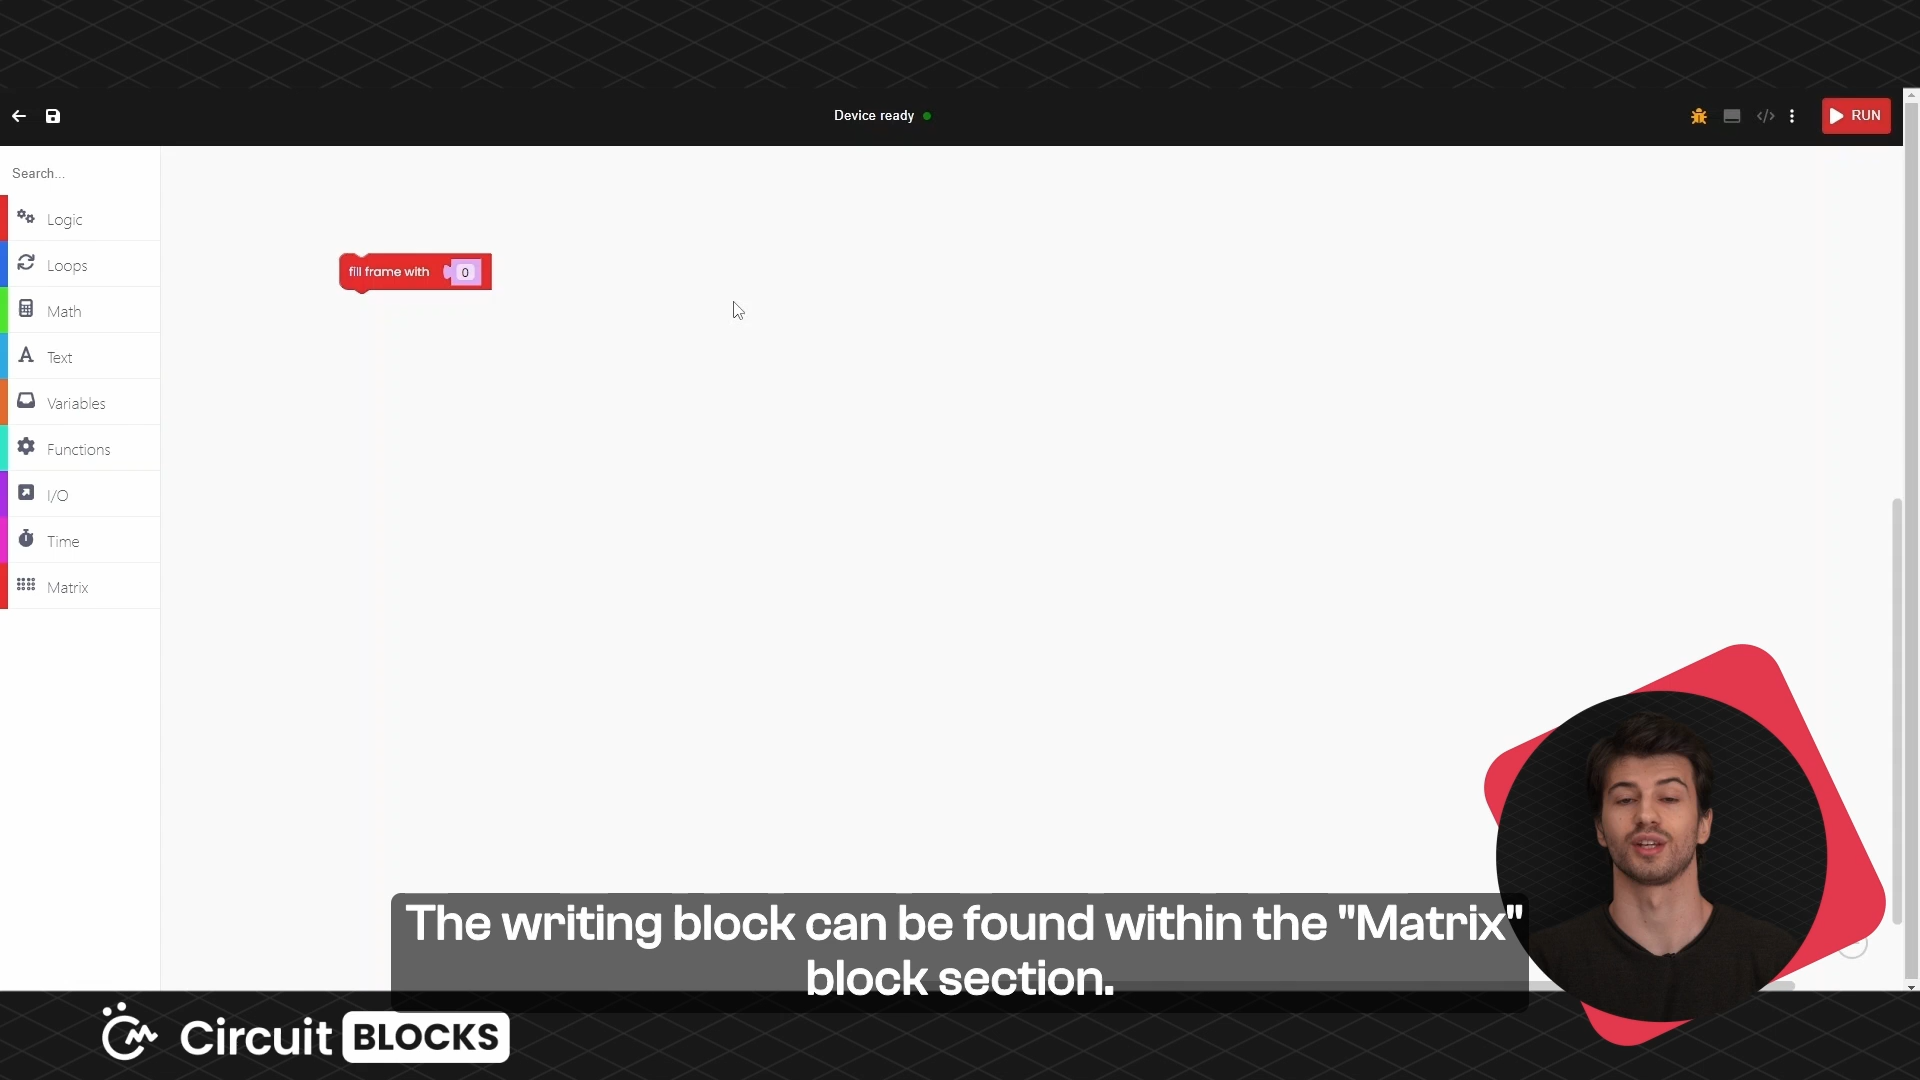 Device ready
RUN
Search...
Logic
Loops
Math
Text
Variables
Functions
I/O
Time
Matrix
fill frame with 0
The writing block can be found within the "Matrix"
block section.
Circuit BLOCKS